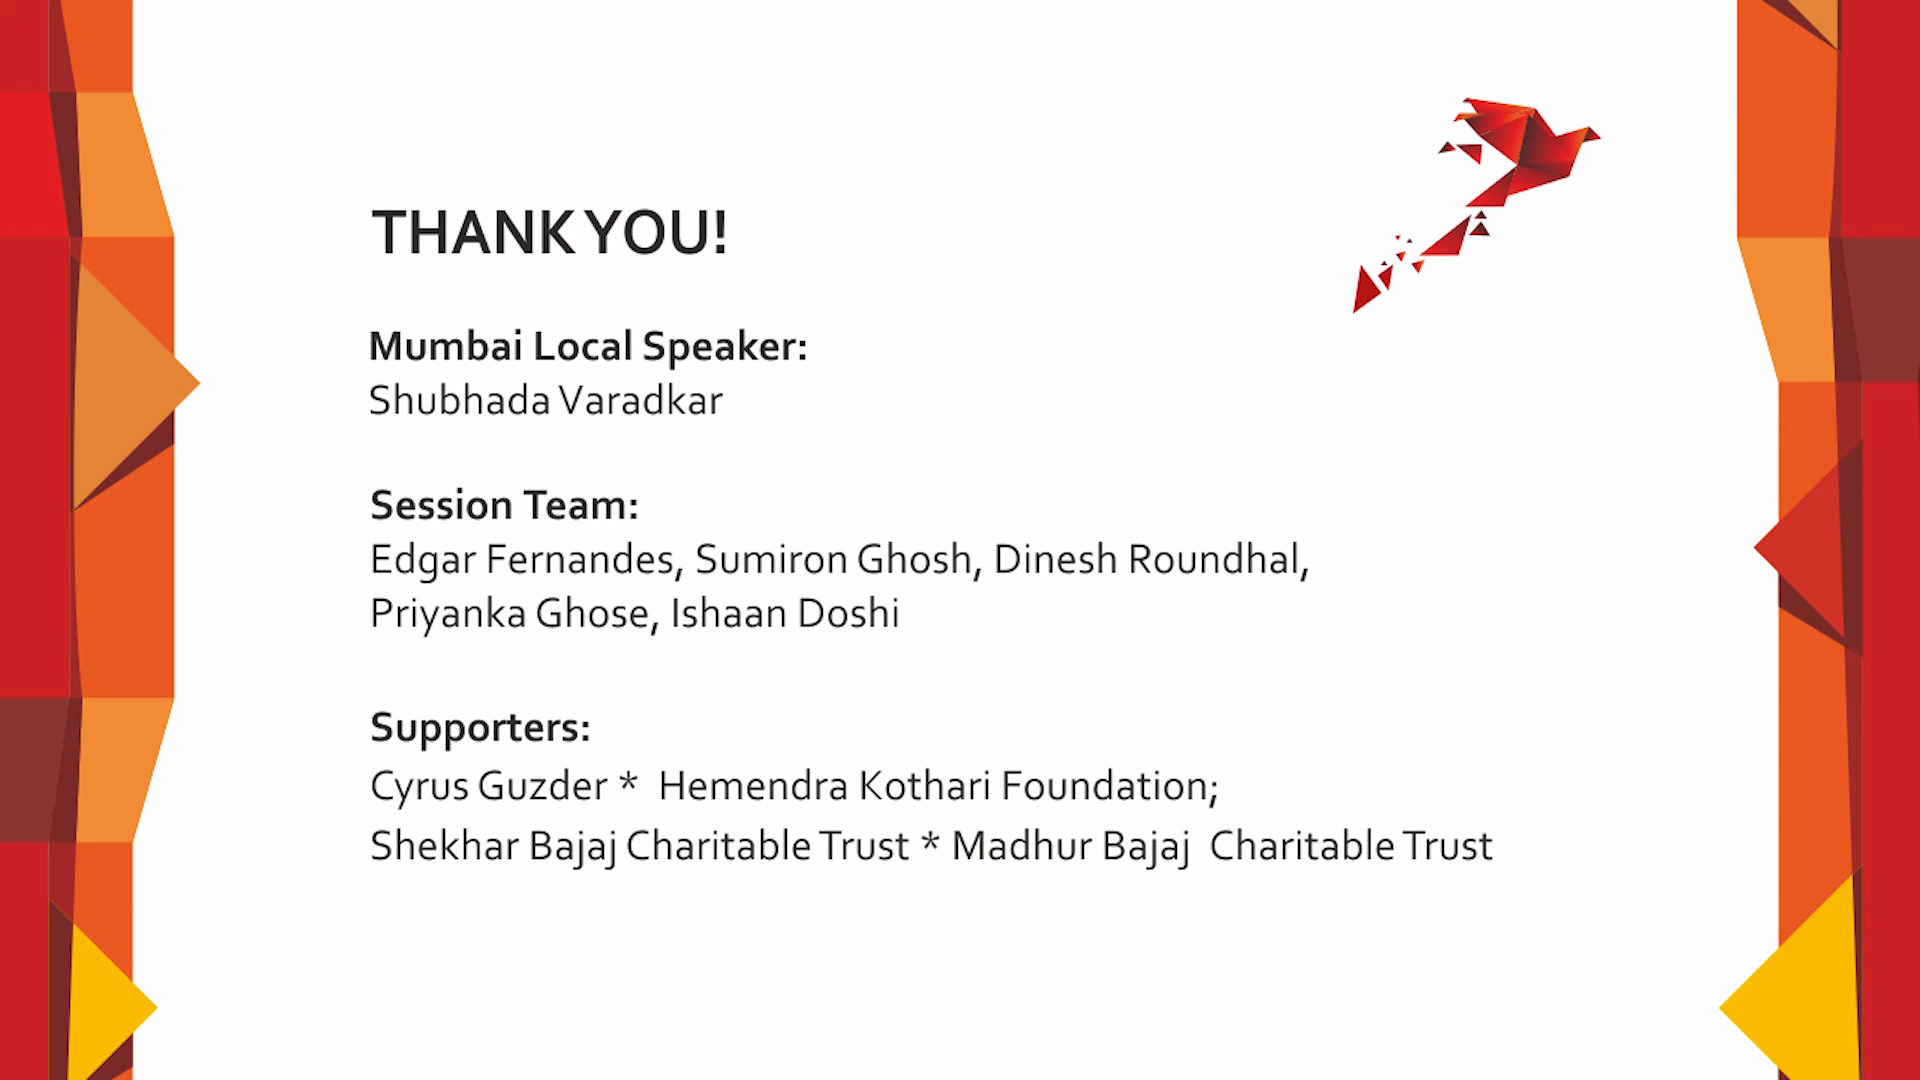 THANK YOU!
Mumbai Local Speaker:
Shubhada Varadkar
Session Team:
Edgar Fernandes, Sumiron Ghosh, Dinesh Roundhal,
Priyanka Ghose, Ishaan Doshi
Supporters:
Cyrus Guzder * Hemendra Kothari Foundation;
Shekhar Bajaj Charitable Trust * Madhur Bajaj Charitable Trust